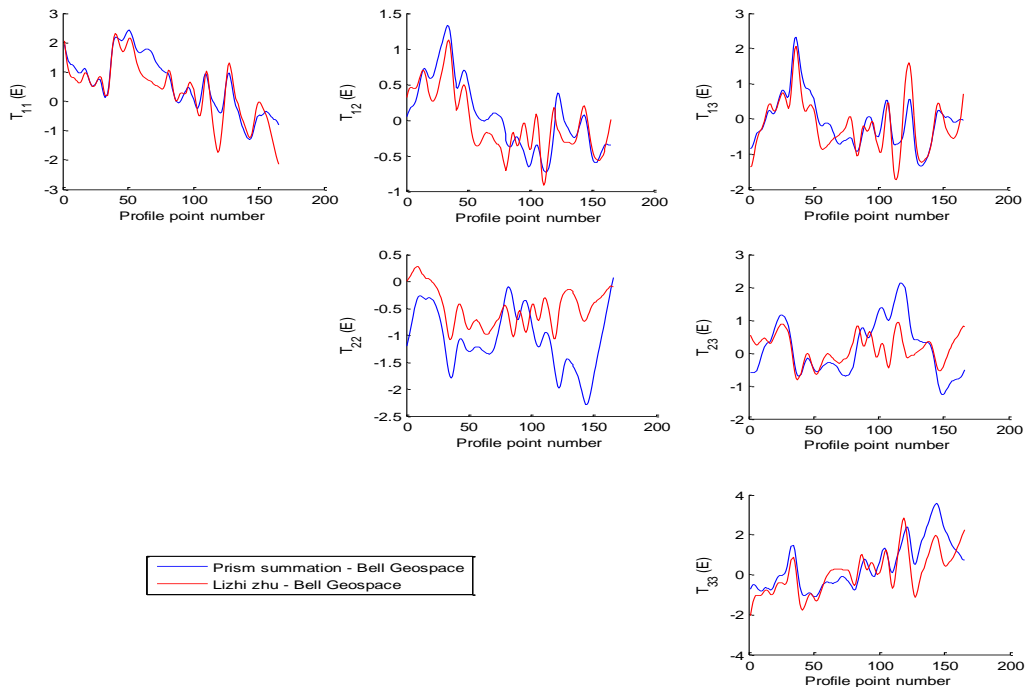 3
2
1
0
-1
-2
-3
0 50 100 150 200
T11 (E)
Profile point number
1.5
1
0.5
0
-0.5
-1
0 50 100 150 200
T12 (E)
Profile point number
3
2
1
0
-1
-2
0 50 100 150 200
T13 (E)
Profile point number
0.5
0
-0.5
-1
-1.5
-2
-2.5
0 50 100 150 200
T22 (E)
Profile point number
3
2
1
0
-1
-2
0 50 100 150 200
T23 (E)
Profile point number
4
2
0
-2
-4
0 50 100 150 200
T33 (E)
Profile point number
Prism summation - Bell Geospace
Lizhi zhu - Bell Geospace